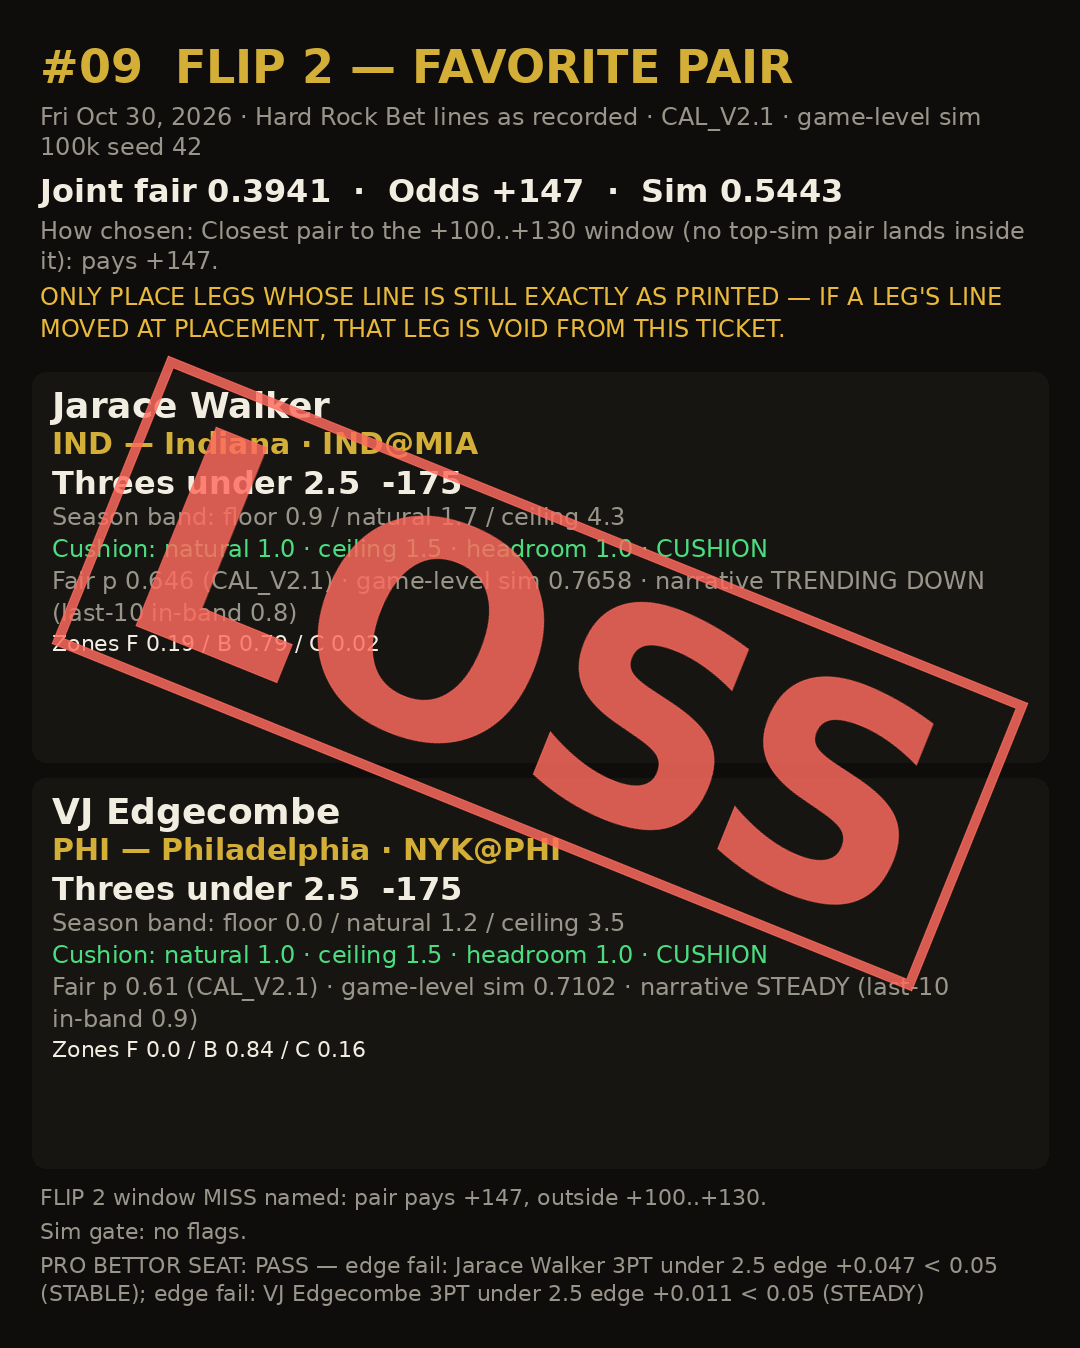 #09  FLIP 2 — FAVORITE PAIR
Fri Oct 30, 2026 · Hard Rock Bet lines as recorded · CAL_V2.1 · game-level sim
100k seed 42
Joint fair 0.3941  ·  Odds +147  ·  Sim 0.5443
How chosen: Closest pair to the +100..+130 window (no top-sim pair lands inside
it): pays +147.
ONLY PLACE LEGS WHOSE LINE IS STILL EXACTLY AS PRINTED — IF A LEG'S LINE
MOVED AT PLACEMENT, THAT LEG IS VOID FROM THIS TICKET.
Jarace Walker
IND — Indiana · IND@MIA
Threes under 2.5  -175
Season band: floor 0.9 / natural 1.7 / ceiling 4.3
Cushion: natural 1.0 · ceiling 1.5 · headroom 1.0 · CUSHION
Fair p 0.646 (CAL_V2.1) · game-level sim 0.7658 · narrative TRENDING DOWN
(last-10 in-band 0.8)
Zones F 0.19 / B 0.79 / C 0.02
LOSS
VJ Edgecombe
PHI — Philadelphia · NYK@PHI
Threes under 2.5  -175
Season band: floor 0.0 / natural 1.2 / ceiling 3.5
Cushion: natural 1.0 · ceiling 1.5 · headroom 1.0 · CUSHION
Fair p 0.61 (CAL_V2.1) · game-level sim 0.7102 · narrative STEADY (last-10
in-band 0.9)
Zones F 0.0 / B 0.84 / C 0.16
FLIP 2 window MISS named: pair pays +147, outside +100..+130.
Sim gate: no flags.
PRO BETTOR SEAT: PASS — edge fail: Jarace Walker 3PT under 2.5 edge +0.047 < 0.05
(STABLE); edge fail: VJ Edgecombe 3PT under 2.5 edge +0.011 < 0.05 (STEADY)